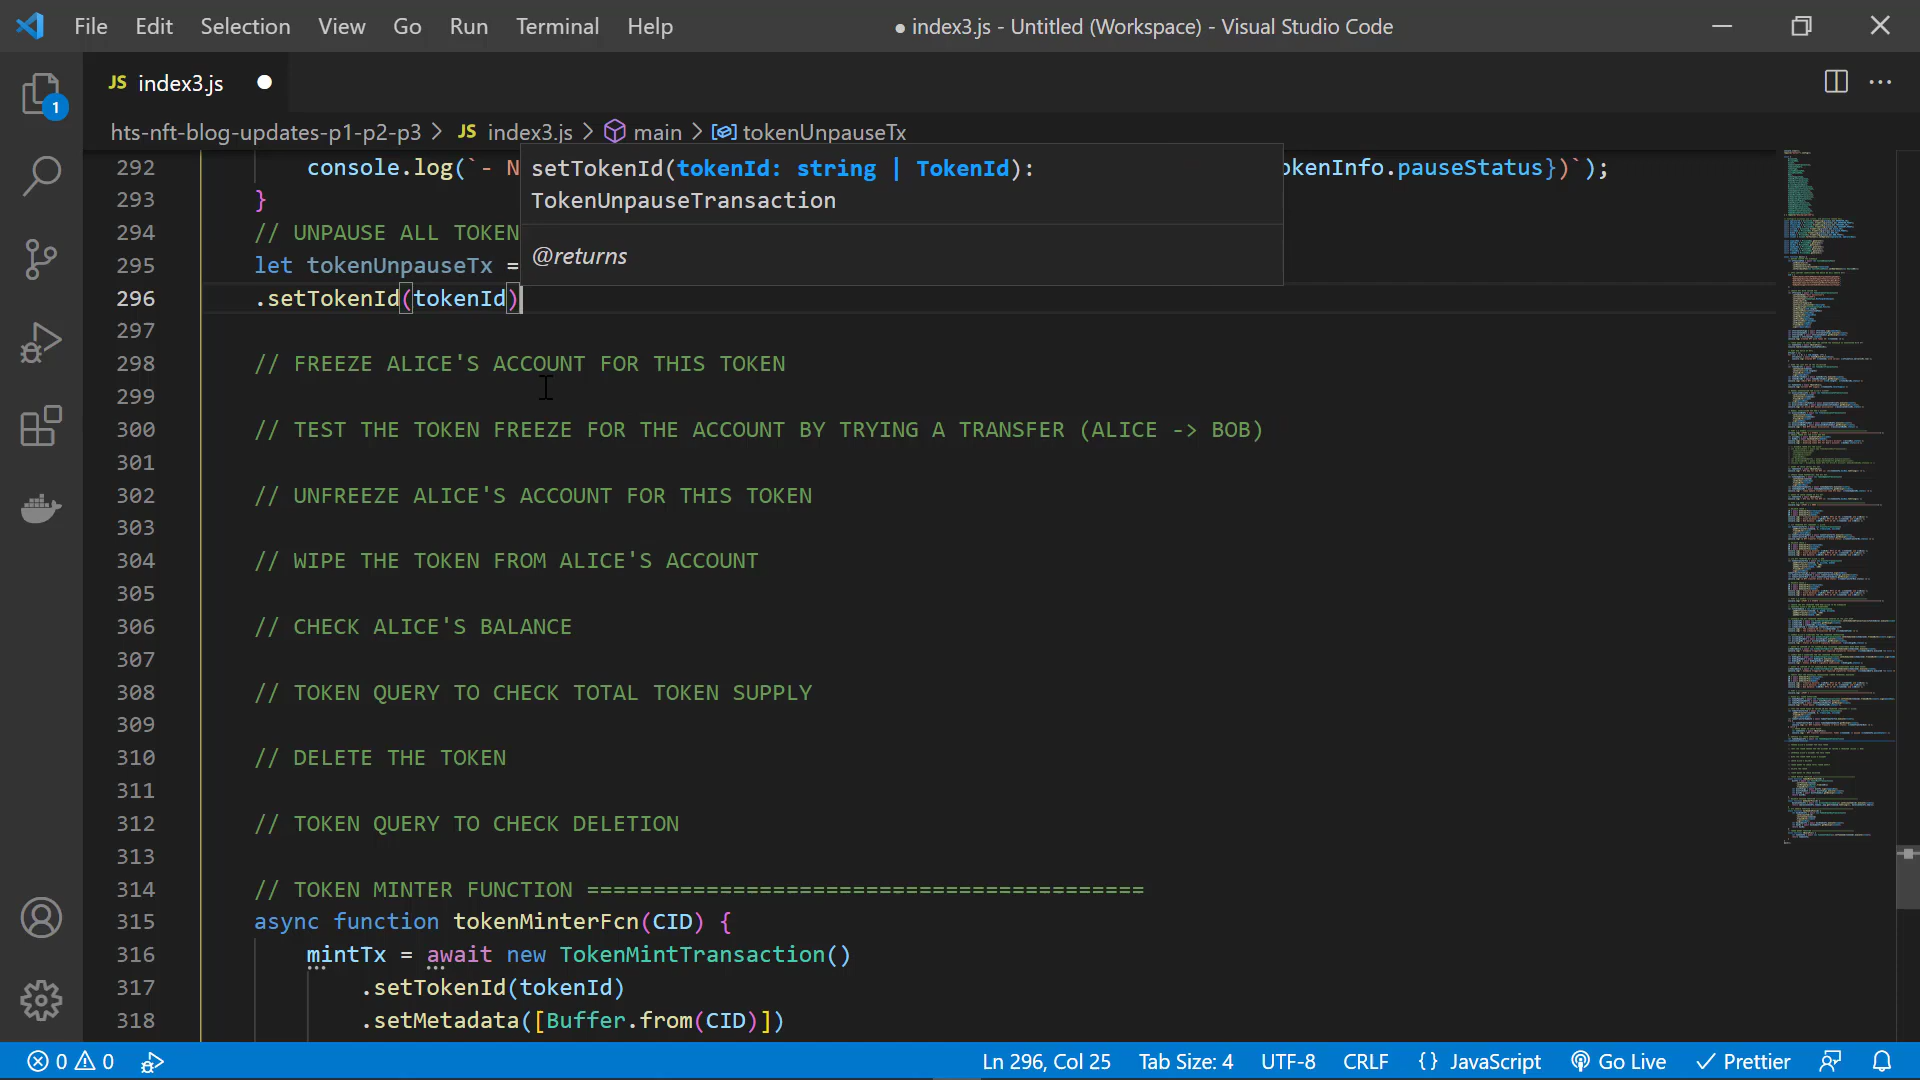 File Edit Selection View Go Run Terminal Help
● index3.js - Untitled (Workspace) - Visual Studio Code
1
JS index3.js ●
hts-nft-blog-updates-p1-p2-p3 > JS index3.js > main > tokenUnpauseTx
292 console.log(`- N
okenInfo.pauseStatus})`);
setTokenId(tokenId: string | TokenId):
TokenUnpauseTransaction
@returns
293 }
294 // UNPAUSE ALL TOKEN
295 let tokenUnpauseTx =
296 .setTokenId(tokenId)
297
298 // FREEZE ALICE'S ACCOUNT FOR THIS TOKEN
299
300 // TEST THE TOKEN FREEZE FOR THE ACCOUNT BY TRYING A TRANSFER (ALICE -> BOB)
301
302 // UNFREEZE ALICE'S ACCOUNT FOR THIS TOKEN
303
304 // WIPE THE TOKEN FROM ALICE'S ACCOUNT
305
306 // CHECK ALICE'S BALANCE
307
308 // TOKEN QUERY TO CHECK TOTAL TOKEN SUPPLY
309
310 // DELETE THE TOKEN
311
312 // TOKEN QUERY TO CHECK DELETION
313
314 // TOKEN MINTER FUNCTION ==========================================
315 async function tokenMinterFcn(CID) {
316 mintTx = await new TokenMintTransaction()
317 .setTokenId(tokenId)
318 .setMetadata([Buffer.from(CID)])
0 0 Ln 296, Col 25 Tab Size: 4 UTF-8 CRLF {} JavaScript Go Live Prettier